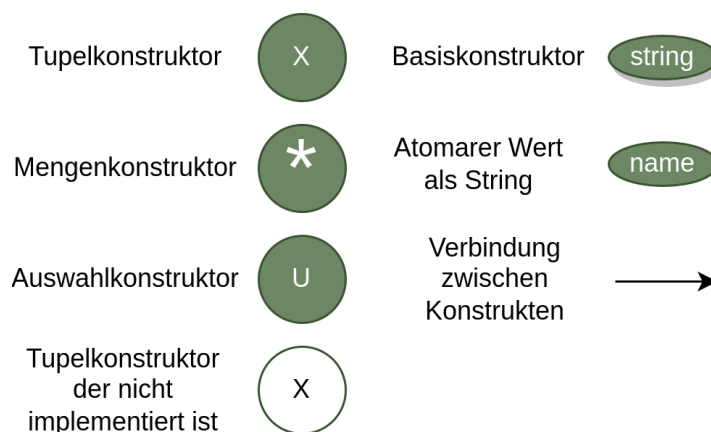 Tupelkonstruktor
X
Basiskonstruktor
string
Mengenkonstruktor
*
Atomarer Wert
als String
name
Auswahlkonstruktor
U
Verbindung
zwischen
Konstrukten
Tupelkonstruktor
der nicht
implementiert ist
X